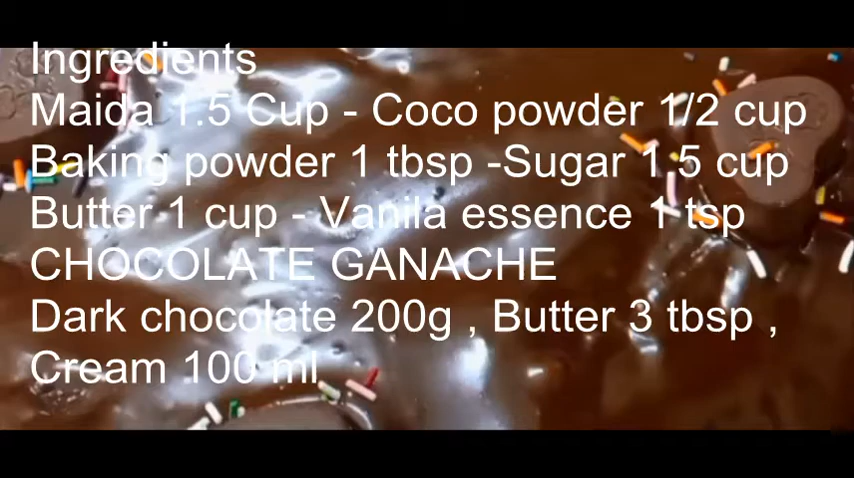 Ingredients
Maida 1.5 Cup - Coco powder 1/2 cup
Baking powder 1 tbsp -Sugar 1.5 cup
Butter 1 cup - Vanila essence 1 tsp
CHOCOLATE GANACHE
Dark chocolate 200g , Butter 3 tbsp ,
Cream 100 ml